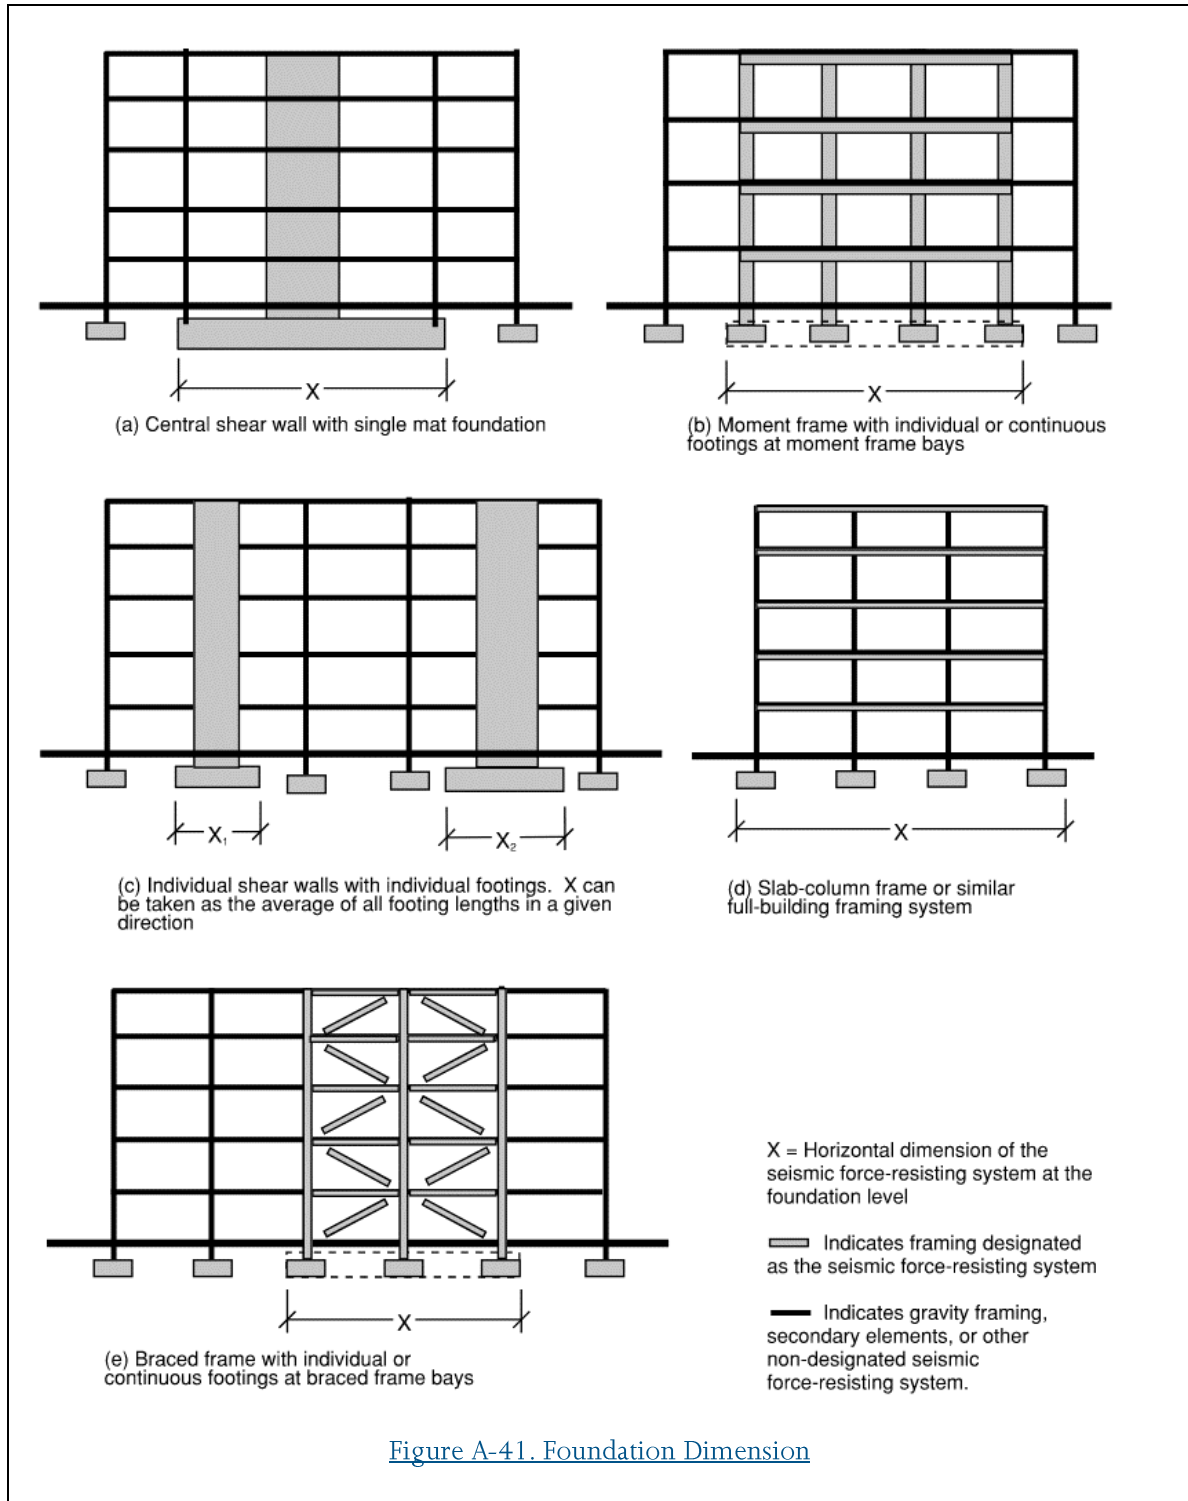 X
(a) Central shear wall with single mat foundation
X
(b) Moment frame with individual or continuous
footings at moment frame bays
X₁
X₂
(c) Individual shear walls with individual footings.  X can
be taken as the average of all footing lengths in a given
direction
X
(d) Slab-column frame or similar
full-building framing system
X
(e) Braced frame with individual or
continuous footings at braced frame bays
X = Horizontal dimension of the
seismic force-resisting system at the
foundation level
Indicates framing designated
as the seismic force-resisting system
Indicates gravity framing,
secondary elements, or other
non-designated seismic
force-resisting system.
Figure A-41. Foundation Dimension